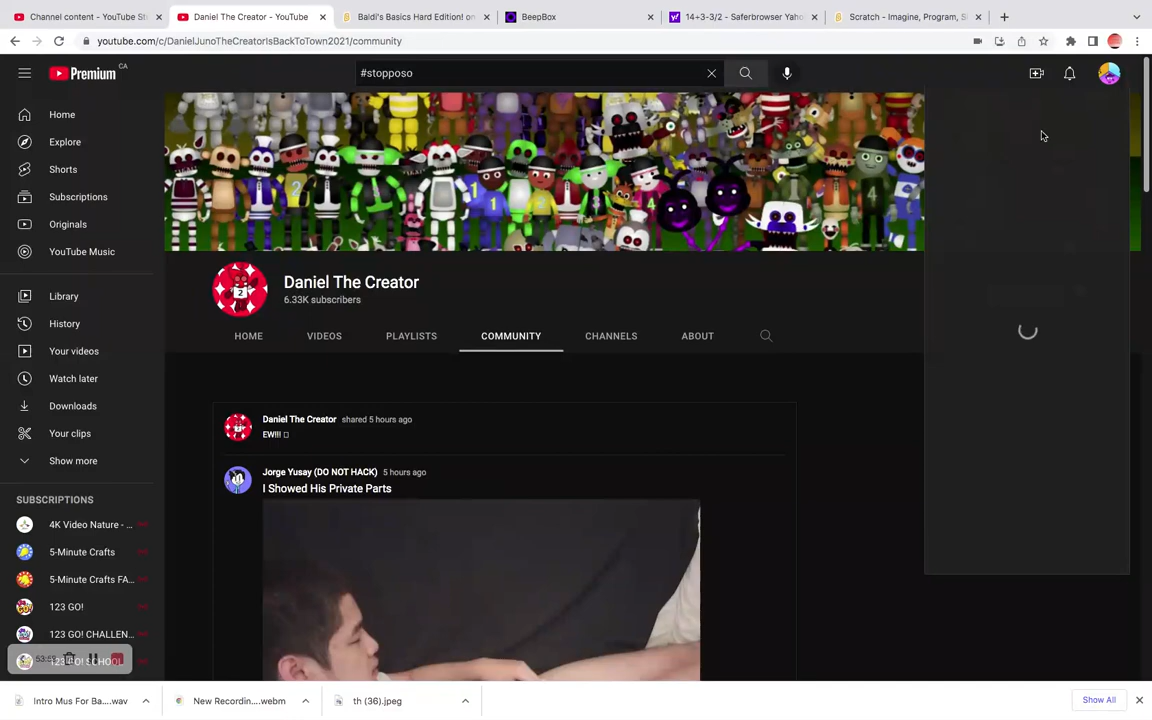 Channel content - YouTube St
Daniel The Creator - YouTube
Baldi's Basics Hard Edition! on
BeepBox
14÷3-3/2 - Saferbrowser Yaho
Scratch - Imagine, Program, S
youtube.com/c/DanielJunoTheCreatorIsBackToTown2021/community
Premium CA
#stopposo
Home
Explore
Shorts
Subscriptions
Originals
YouTube Music
Library
History
Your videos
Watch later
Downloads
Your clips
Show more
SUBSCRIPTIONS
4K Video Nature - ...
5-Minute Crafts
5-Minute Crafts FA...
123 GO!
123 GO! CHALLEN...
123 GO! SCHOOL
Daniel The Creator
6.33K subscribers
HOME
VIDEOS
PLAYLISTS
COMMUNITY
CHANNELS
ABOUT
Daniel The Creator shared 5 hours ago
EW!!!
Jorge Yusay (DO NOT HACK) 5 hours ago
I Showed His Private Parts
Intro Mus For Ba....wav
New Recordin....webm
th (36).jpeg
Show All